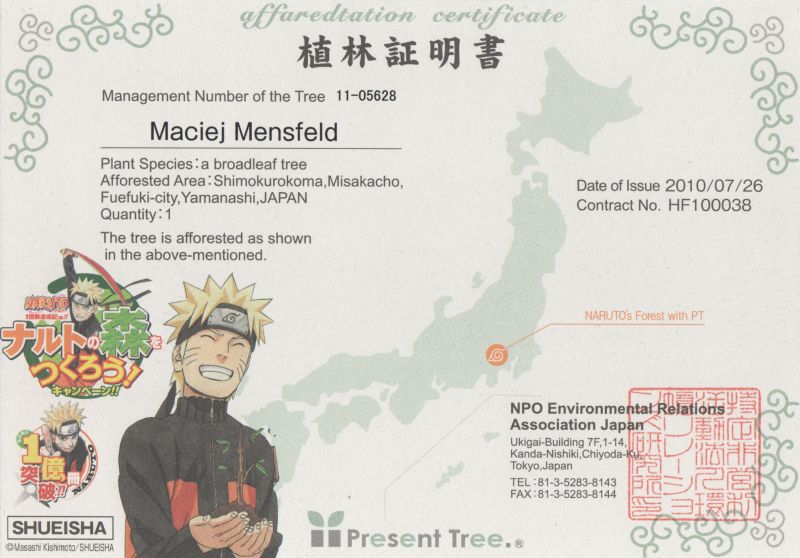 affaredtation certificate
植林証明書
Management Number of the Tree 11-05628
Maciej Mensfeld
Plant Species:a broadleaf tree
Afforested Area:Shimokurokoma,Misakacho,
Fuefuki-city,Yamanashi,JAPAN
Quantity:1
The tree is afforested as shown
in the above-mentioned.
Date of Issue 2010/07/26
Contract No. HF100038
NARUTO
ナルトの森を
つくろう!
キャンペーン!!
NARUTO's Forest with PT
1億冊
突破!!
NARUTO
NPO Environmental Relations
Association Japan
Ukigai-Building 7F,1-14,
Kanda-Nishiki,Chiyoda-Ku,
Tokyo,Japan
TEL:81-3-5283-8143
FAX:81-3-5283-8144
SHUEISHA
©Masashi Kishimoto/SHUEISHA
Present Tree.®